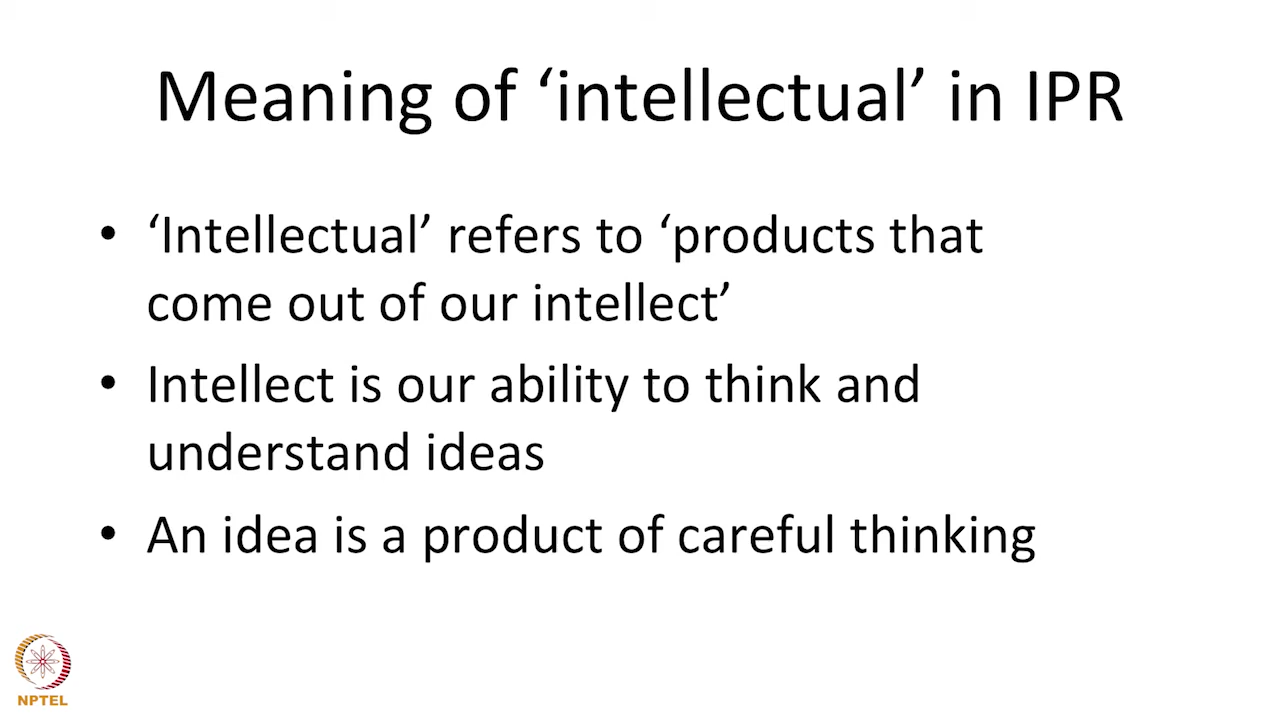 Meaning of ‘intellectual’ in IPR
• ‘Intellectual’ refers to ‘products that
come out of our intellect’
• Intellect is our ability to think and
understand ideas
• An idea is a product of careful thinking
NPTEL